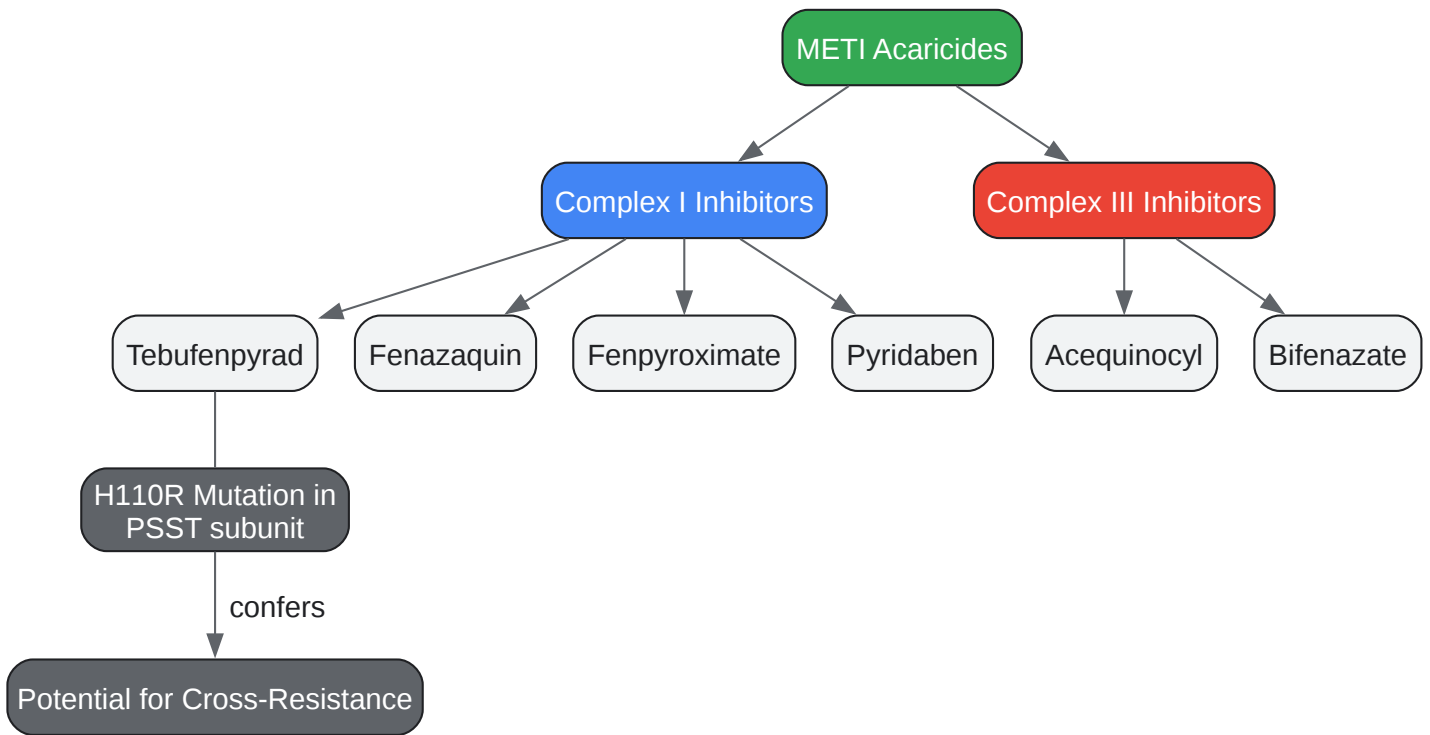 METI Acaricides
Complex I Inhibitors
Complex III Inhibitors
Tebufenpyrad
Fenazaquin
Fenpyroximate
Pyridaben
Acequinocyl
Bifenazate
H110R Mutation in
PSST subunit
confers
Potential for Cross-Resistance